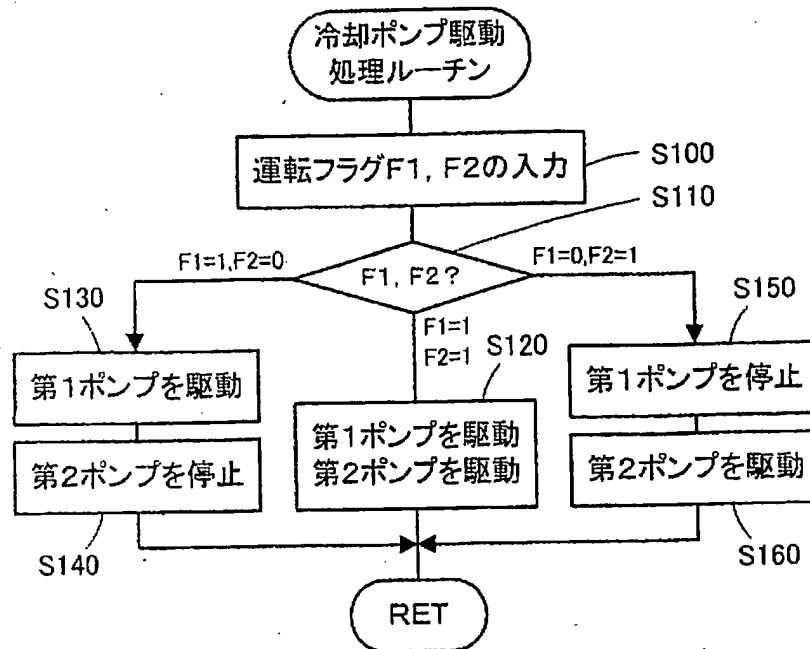 冷却ポンプ駆動
処理ルーチン
運転フラグF1, F2の入力
S100
S110
F1=1,F2=0
F1, F2?
F1=0,F2=1
S130
F1=1
F2=1
S120
S150
第1ポンプを駆動
第2ポンプを停止
第1ポンプを駆動
第2ポンプを駆動
第1ポンプを停止
第2ポンプを駆動
S140
S160
RET